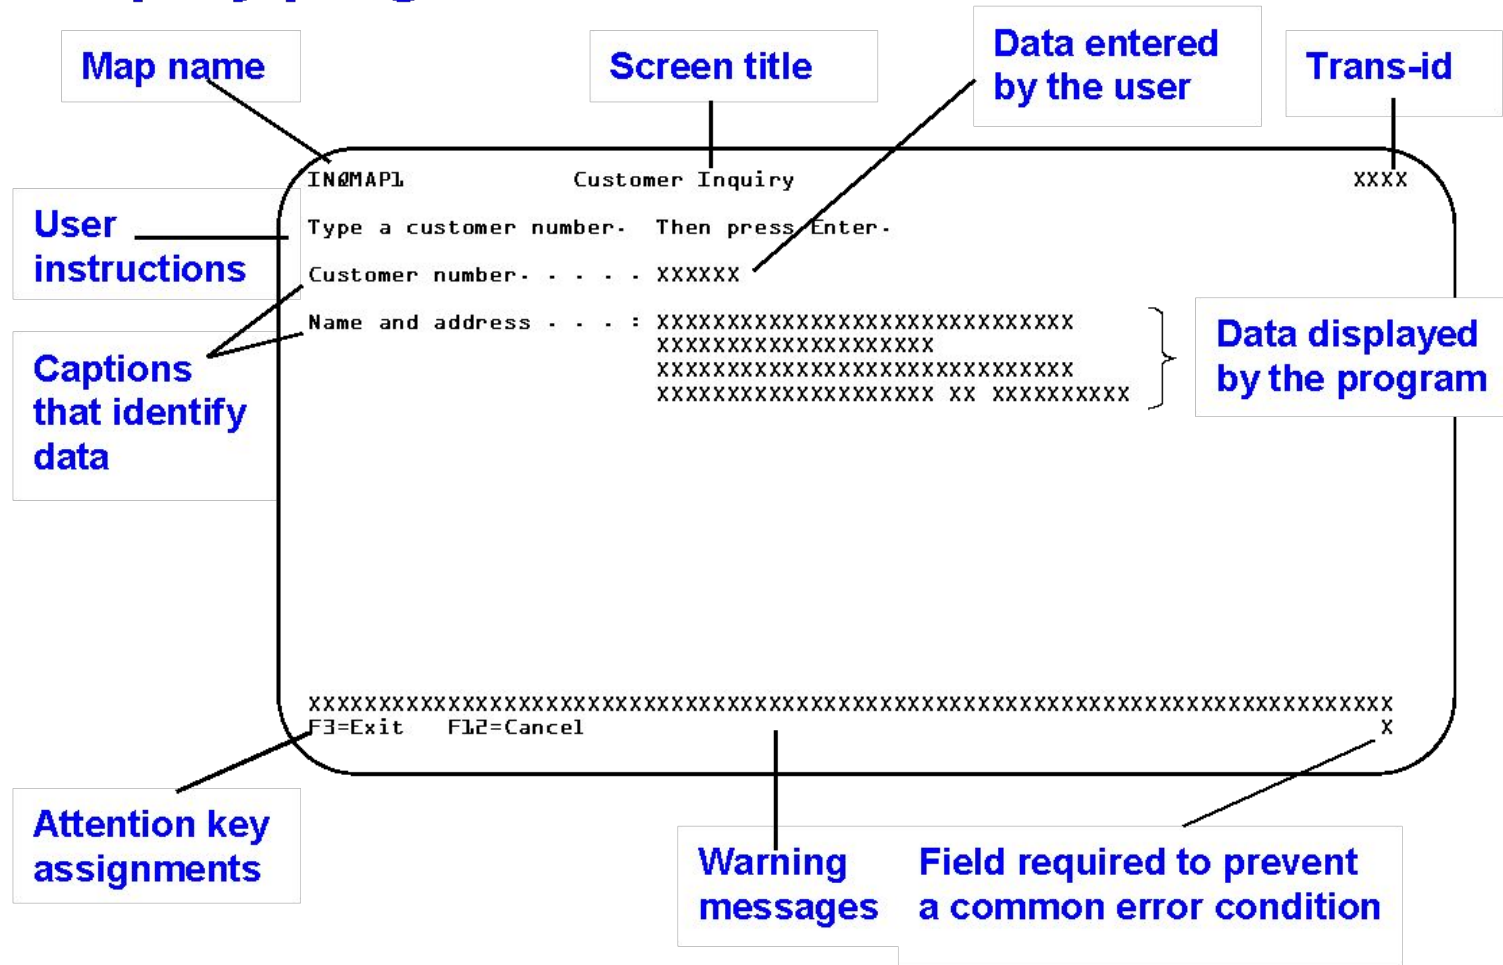 Map name
Screen title
Data entered
by the user
Trans-id
INQMAP1 Customer Inquiry XXXX
User
instructions
Type a customer number. Then press Enter.
Customer number. . . . . XXXXXX
Name and address . . . : XXXXXXXXXXXXXXXXXXXXXXXXXXXXXX
XXXXXXXXXXXXXXXXXXXX
XXXXXXXXXXXXXXXXXXXXXXXXXXXXXX
XXXXXXXXXXXXXXXXXXXX XX XXXXXXXXXX
Captions
that identify
data
Data displayed
by the program
XXXXXXXXXXXXXXXXXXXXXXXXXXXXXXXXXXXXXXXXXXXXXXXXXXXXXXXXXXXXXXXXXXXXXXXXXXXXXXX
F3=Exit F12=Cancel X
Attention key
assignments
Warning
messages
Field required to prevent
a common error condition